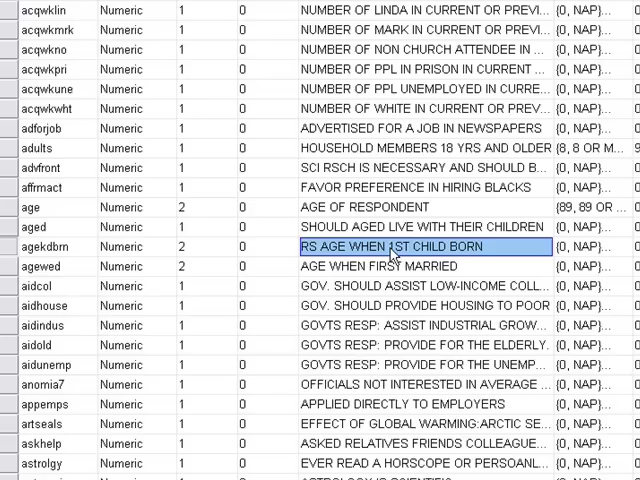 acqwklin Numeric 1 0 NUMBER OF LINDA IN CURRENT OR PREVI... {0, NAP}...
acqwkmrk Numeric 1 0 NUMBER OF MARK IN CURRENT OR PREVI... {0, NAP}...
acqwkno Numeric 1 0 NUMBER OF NON CHURCH ATTENDEE IN ... {0, NAP}...
acqwkpri Numeric 1 0 NUMBER OF PPL IN PRISON IN CURRENT ... {0, NAP}...
acqwkune Numeric 1 0 NUMBER OF PPL UNEMPLOYED IN CURRE... {0, NAP}...
acqwkwht Numeric 1 0 NUMBER OF WHITE IN CURRENT OR PREV... {0, NAP}...
adforjob Numeric 1 0 ADVERTISED FOR A JOB IN NEWSPAPERS {0, NAP}...
adults Numeric 1 0 HOUSEHOLD MEMBERS 18 YRS AND OLDER {8, 8 OR M... 9
advfront Numeric 1 0 SCI RSCH IS NECESSARY AND SHOULD B... {0, NAP}...
affrmact Numeric 1 0 FAVOR PREFERENCE IN HIRING BLACKS {0, NAP}...
age Numeric 2 0 AGE OF RESPONDENT {89, 89 OR ...
aged Numeric 1 0 SHOULD AGED LIVE WITH THEIR CHILDREN {0, NAP}...
agekdbrn Numeric 2 0 RS AGE WHEN 1ST CHILD BORN {0, NAP}...
agewed Numeric 2 0 AGE WHEN FIRST MARRIED {0, NAP}...
aidcol Numeric 1 0 GOV. SHOULD ASSIST LOW-INCOME COLL... {0, NAP}...
aidhouse Numeric 1 0 GOV. SHOULD PROVIDE HOUSING TO POOR {0, NAP}...
aidindus Numeric 1 0 GOVTS RESP: ASSIST INDUSTRIAL GROW... {0, NAP}...
aidold Numeric 1 0 GOVTS RESP: PROVIDE FOR THE ELDERLY. {0, NAP}...
aidunemp Numeric 1 0 GOVTS RESP: PROVIDE FOR THE UNEMP... {0, NAP}...
anomia7 Numeric 1 0 OFFICIALS NOT INTERESTED IN AVERAGE ... {0, NAP}...
appemps Numeric 1 0 APPLIED DIRECTLY TO EMPLOYERS {0, NAP}...
artseals Numeric 1 0 EFFECT OF GLOBAL WARMING:ARCTIC SE... {0, NAP}...
askhelp Numeric 1 0 ASKED RELATIVES FRIENDS COLLEAGUE... {0, NAP}...
astrolgy Numeric 1 0 EVER READ A HORSCOPE OR PERSOANL... {0, NAP}...